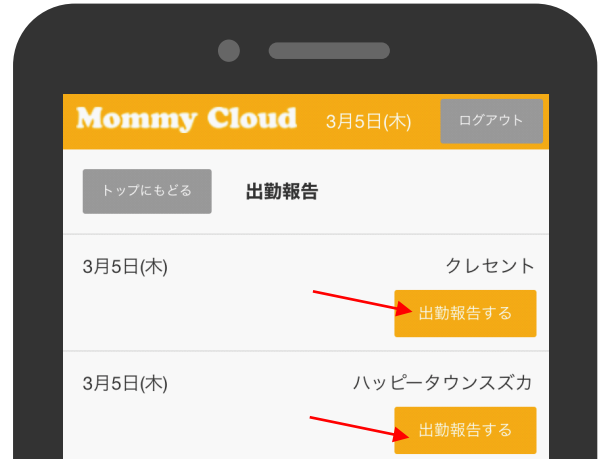 Mommy Cloud 3月5日(木) ログアウト
トップにもどる 出勤報告
3月5日(木) クレセント
出勤報告する
3月5日(木) ハッピータウンスズカ
出勤報告する